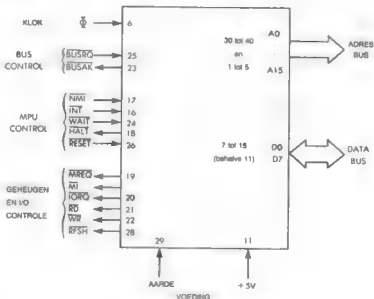 KLOK Φ 6
30 tot 40
en
1 tot 5
A0
A15
ADRES
BUS
BUS
CONTROL
BUSRQ 25
BUSAK 23
MPU
CONTROL
NMI 17
INT 16
WAIT 24
HALT 18
RESET 26
7 tot 15
(behalve 11)
D0
D7
DATA
BUS
GEHEUGEN
EN I/O
CONTROLE
MREQ 19
M1
IORQ 20
RD 21
WR 22
RFSH 28
29
11
AARDE
+5V
VOEDING